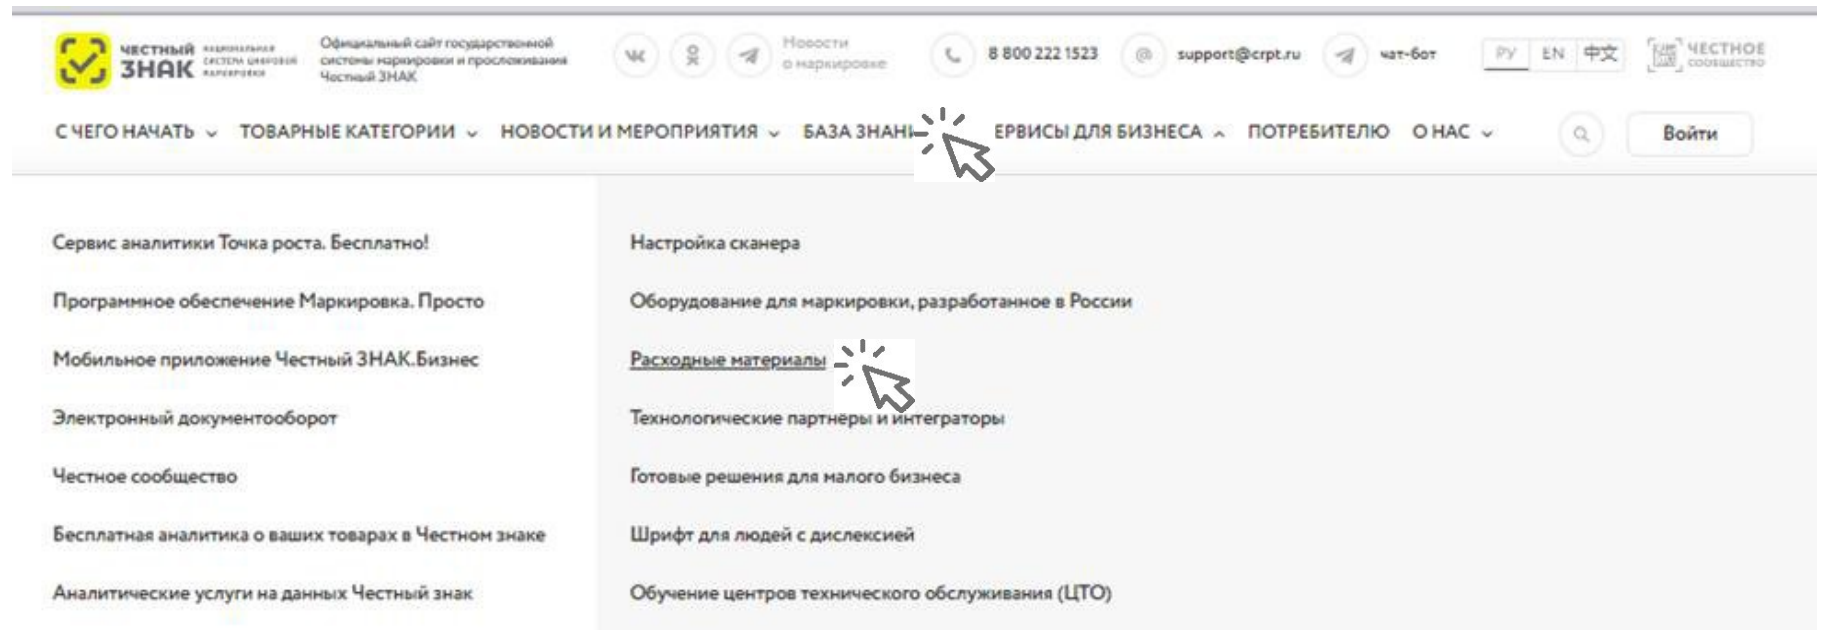 ЧЕСТНЫЙ
ЗНАК
НАЦИОНАЛЬНАЯ
СИСТЕМА ЦИФРОВОЙ
МАРКИРОВКИ
Официальный сайт государственной
системы маркировки и прослеживания
Честный ЗНАК
Новости
о маркировке
8 800 222 1523
support@crpt.ru
чат-бот
РУ EN 中文
ЧЕСТНОЕ
СООБЩЕСТВО
С ЧЕГО НАЧАТЬ ТОВАРНЫЕ КАТЕГОРИИ НОВОСТИ И МЕРОПРИЯТИЯ БАЗА ЗНАНИ ЕРВИСЫ ДЛЯ БИЗНЕСА ПОТРЕБИТЕЛЮ О НАС Войти
Сервис аналитики Точка роста. Бесплатно!
Программное обеспечение Маркировка. Просто
Мобильное приложение Честный ЗНАК.Бизнес
Электронный документооборот
Честное сообщество
Бесплатная аналитика о ваших товарах в Честном знаке
Аналитические услуги на данных Честный знак
Настройка сканера
Оборудование для маркировки, разработанное в России
Расходные материалы
Технологические партнеры и интеграторы
Готовые решения для малого бизнеса
Шрифт для людей с дислексией
Обучение центров технического обслуживания (ЦТО)